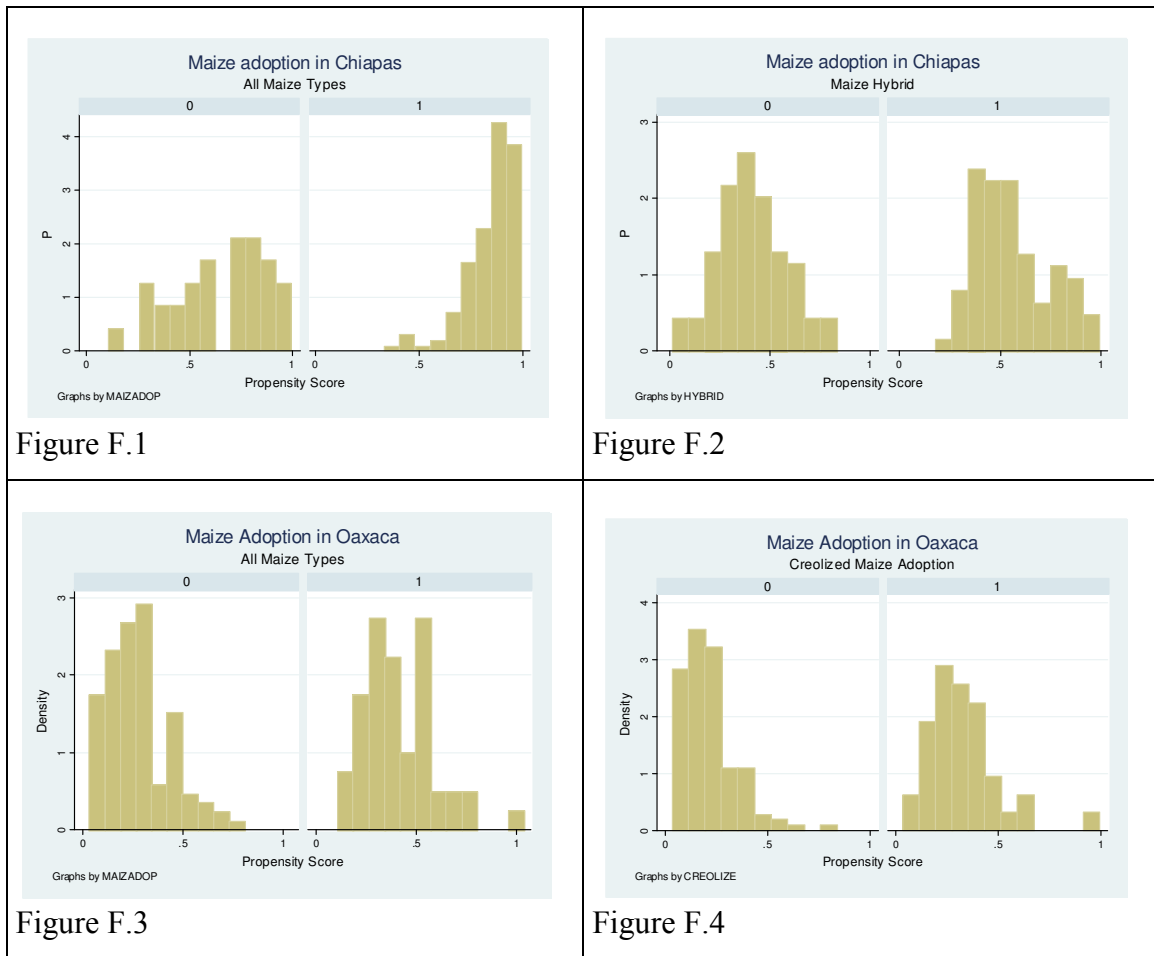 Maize adoption in Chiapas
All Maize Types
0 1
P
0 1 2 3 4
0 .5 1 0 .5 1
Propensity Score
Graphs by MAIZADOP
Figure F.1
Maize adoption in Chiapas
Maize Hybrid
0 1
P
0 1 2 3
0 .5 1 0 .5 1
Propensity Score
Graphs by HYBRID
Figure F.2
Maize Adoption in Oaxaca
All Maize Types
0 1
Density
0 1 2 3
0 .5 1 0 .5 1
Propensity Score
Graphs by MAIZADOP
Figure F.3
Maize Adoption in Oaxaca
Creolized Maize Adoption
0 1
Density
0 1 2 3 4
0 .5 1 0 .5 1
Propensity Score
Graphs by CREOLIZE
Figure F.4